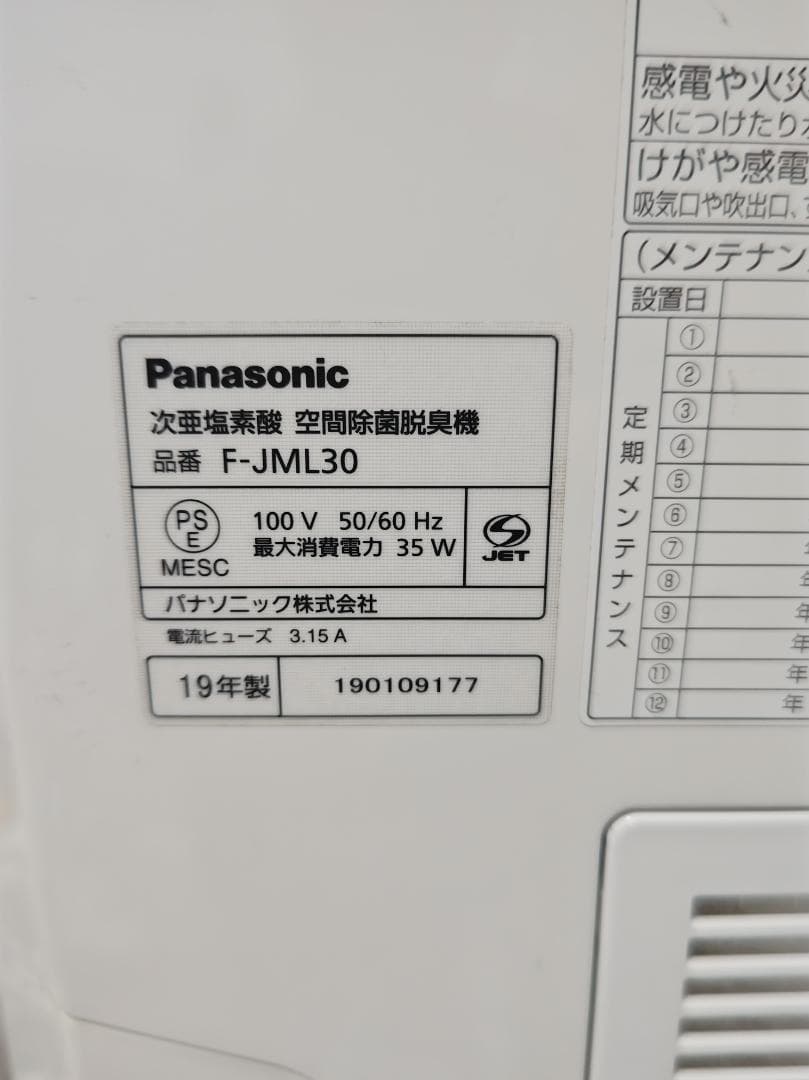 Panasonic
次亜塩素酸 空間除菌脱臭機
品番 F-JML30
PS
E
MESC
100 V 50/60 Hz
最大消費電力 35 W
JET
パナソニック株式会社
電流ヒューズ 3.15 A
19年製 190109177
感電や火災
水につけたり
けがや感電
吸気口や吹出口、
(メンテナン
設置日
定期メンテナンス
①
②
③
④
⑤
⑥
⑦ 年
⑧ 年
⑨ 年
⑩ 年
⑪ 年
⑫ 年